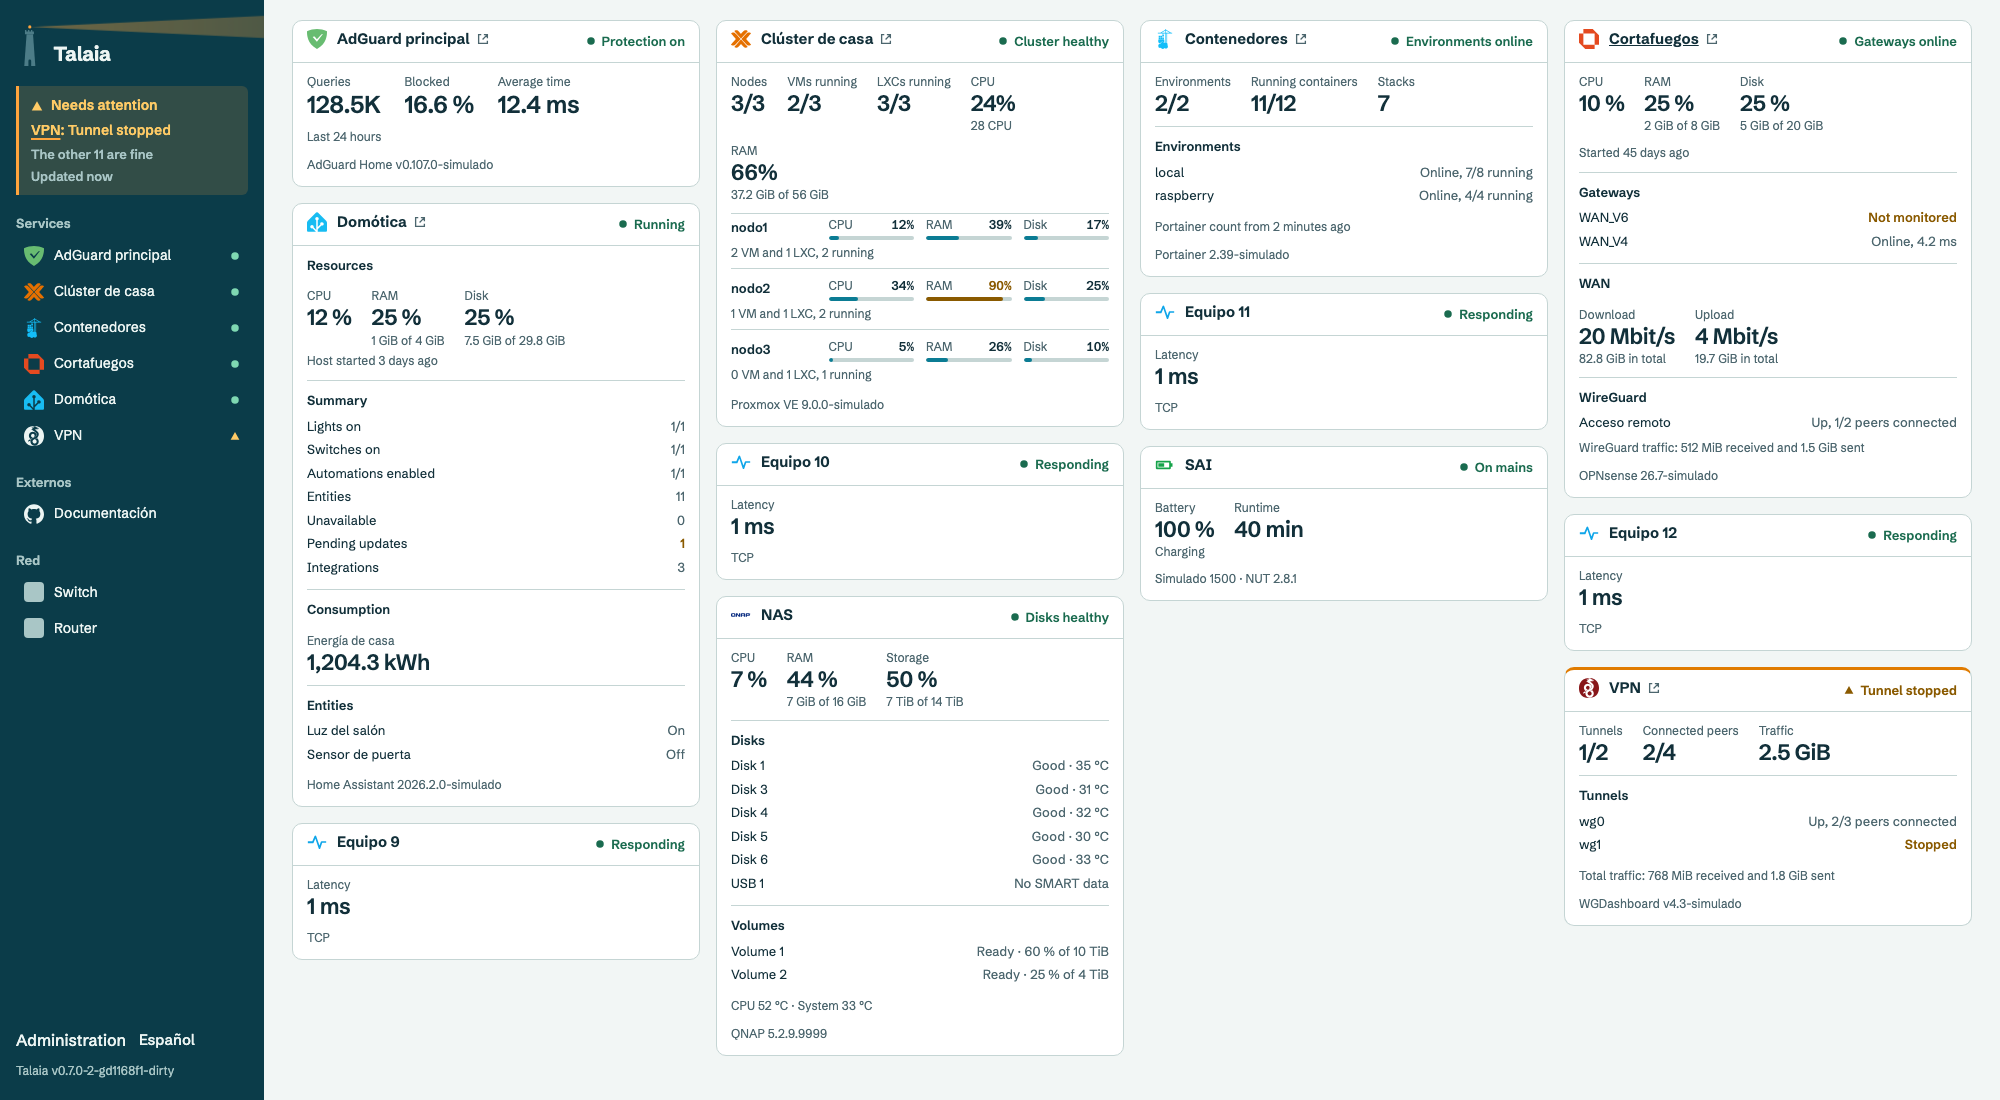 Talaia
▲ Needs attention
VPN: Tunnel stopped
The other 11 are fine
Updated now
Services
AdGuard principal
Clúster de casa
Contenedores
Cortafuegos
Domótica
VPN
Externos
Documentación
Red
Switch
Router
Administration Español
Talaia v0.7.0-2-gd1168f1-dirty
AdGuard principal
Protection on
Queries Blocked Average time
128.5K 16.6 % 12.4 ms
Last 24 hours
AdGuard Home v0.107.0-simulado
Domótica
Running
Resources
CPU RAM Disk
12 % 25 % 25 %
1 GiB of 4 GiB 7.5 GiB of 29.8 GiB
Host started 3 days ago
Summary
Lights on 1/1
Switches on 1/1
Automations enabled 1/1
Entities 11
Unavailable 0
Pending updates 1
Integrations 3
Consumption
Energía de casa
1,204.3 kWh
Entities
Luz del salón On
Sensor de puerta Off
Home Assistant 2026.2.0-simulado
Equipo 9
Responding
Latency
1 ms
TCP
Clúster de casa
Cluster healthy
Nodes VMs running LXCs running CPU
3/3 2/3 3/3 24%
28 CPU
RAM
66%
37.2 GiB of 56 GiB
nodo1 CPU 12% RAM 39% Disk 17%
2 VM and 1 LXC, 2 running
nodo2 CPU 34% RAM 90% Disk 25%
1 VM and 1 LXC, 2 running
nodo3 CPU 5% RAM 26% Disk 10%
0 VM and 1 LXC, 1 running
Proxmox VE 9.0.0-simulado
Equipo 10
Responding
Latency
1 ms
TCP
QNAP NAS
Disks healthy
CPU RAM Storage
7 % 44 % 50 %
7 GiB of 16 GiB 7 TiB of 14 TiB
Disks
Disk 1 Good · 35 °C
Disk 3 Good · 31 °C
Disk 4 Good · 32 °C
Disk 5 Good · 30 °C
Disk 6 Good · 33 °C
USB 1 No SMART data
Volumes
Volume 1 Ready · 60 % of 10 TiB
Volume 2 Ready · 25 % of 4 TiB
CPU 52 °C · System 33 °C
QNAP 5.2.9.9999
Contenedores
Environments online
Environments Running containers Stacks
2/2 11/12 7
Environments
local Online, 7/8 running
raspberry Online, 4/4 running
Portainer count from 2 minutes ago
Portainer 2.39-simulado
Equipo 11
Responding
Latency
1 ms
TCP
SAI
On mains
Battery Runtime
100 % 40 min
Charging
Simulado 1500 · NUT 2.8.1
Cortafuegos
Gateways online
CPU RAM Disk
10 % 25 % 25 %
2 GiB of 8 GiB 5 GiB of 20 GiB
Started 45 days ago
Gateways
WAN_V6 Not monitored
WAN_V4 Online, 4.2 ms
WAN
Download Upload
20 Mbit/s 4 Mbit/s
82.8 GiB in total 19.7 GiB in total
WireGuard
Acceso remoto Up, 1/2 peers connected
WireGuard traffic: 512 MiB received and 1.5 GiB sent
OPNsense 26.7-simulado
Equipo 12
Responding
Latency
1 ms
TCP
VPN
▲ Tunnel stopped
Tunnels Connected peers Traffic
1/2 2/4 2.5 GiB
Tunnels
wg0 Up, 2/3 peers connected
wg1 Stopped
Total traffic: 768 MiB received and 1.8 GiB sent
WGDashboard v4.3-simulado